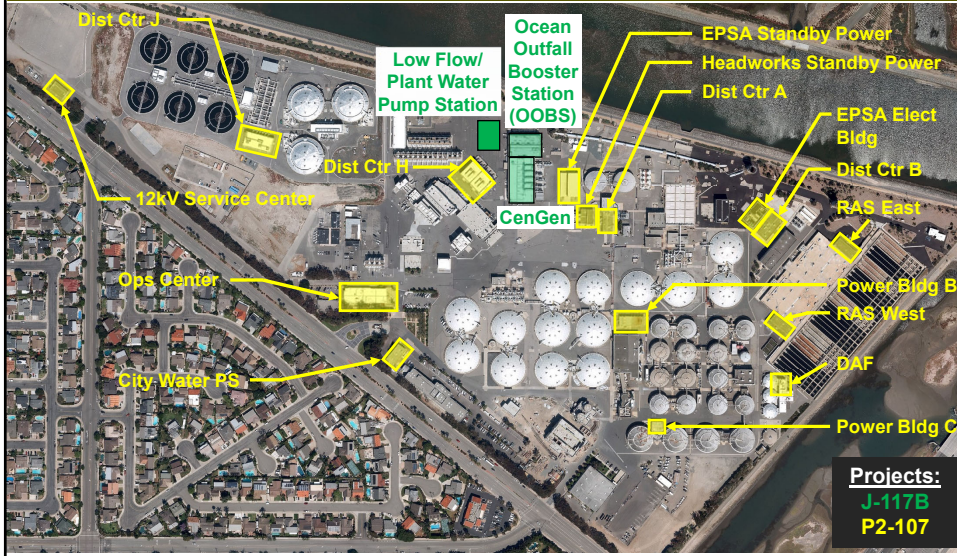 Dist Ctr J
Low Flow/
Plant Water
Pump Station
Ocean
Outfall
Booster
Station
(OOBS)
EPSA Standby Power
Headworks Standby Power
Dist Ctr A
EPSA Elect
Bldg
Dist Ctr B
RAS East
Dist Ctr H
12kV Service Center
CenGen
Ops Center
Power Bldg B
RAS West
City Water PS
DAF
Power Bldg C
Projects:
J-117B
P2-107